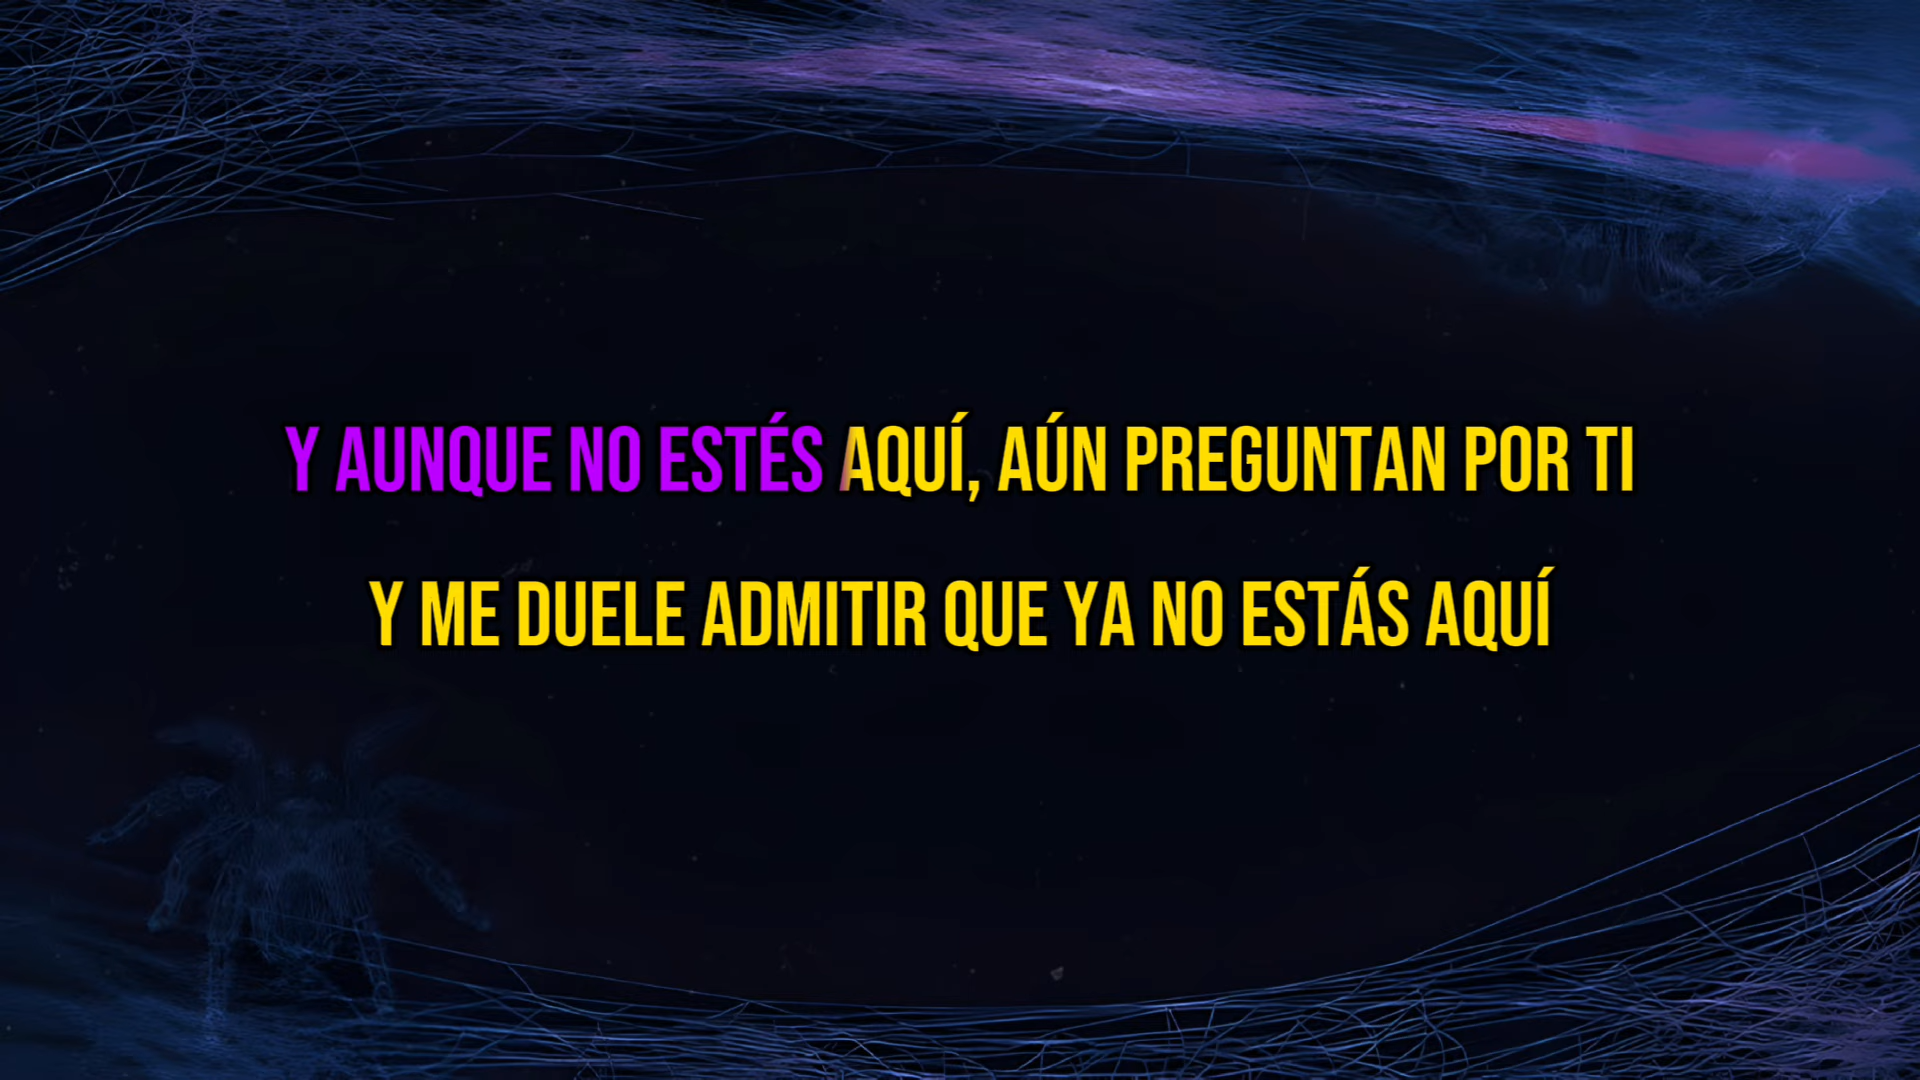 Y AUNQUE NO ESTÉS AQUÍ, AÚN PREGUNTAN POR TI
Y ME DUELE ADMITIR QUE YA NO ESTÁS AQUÍ